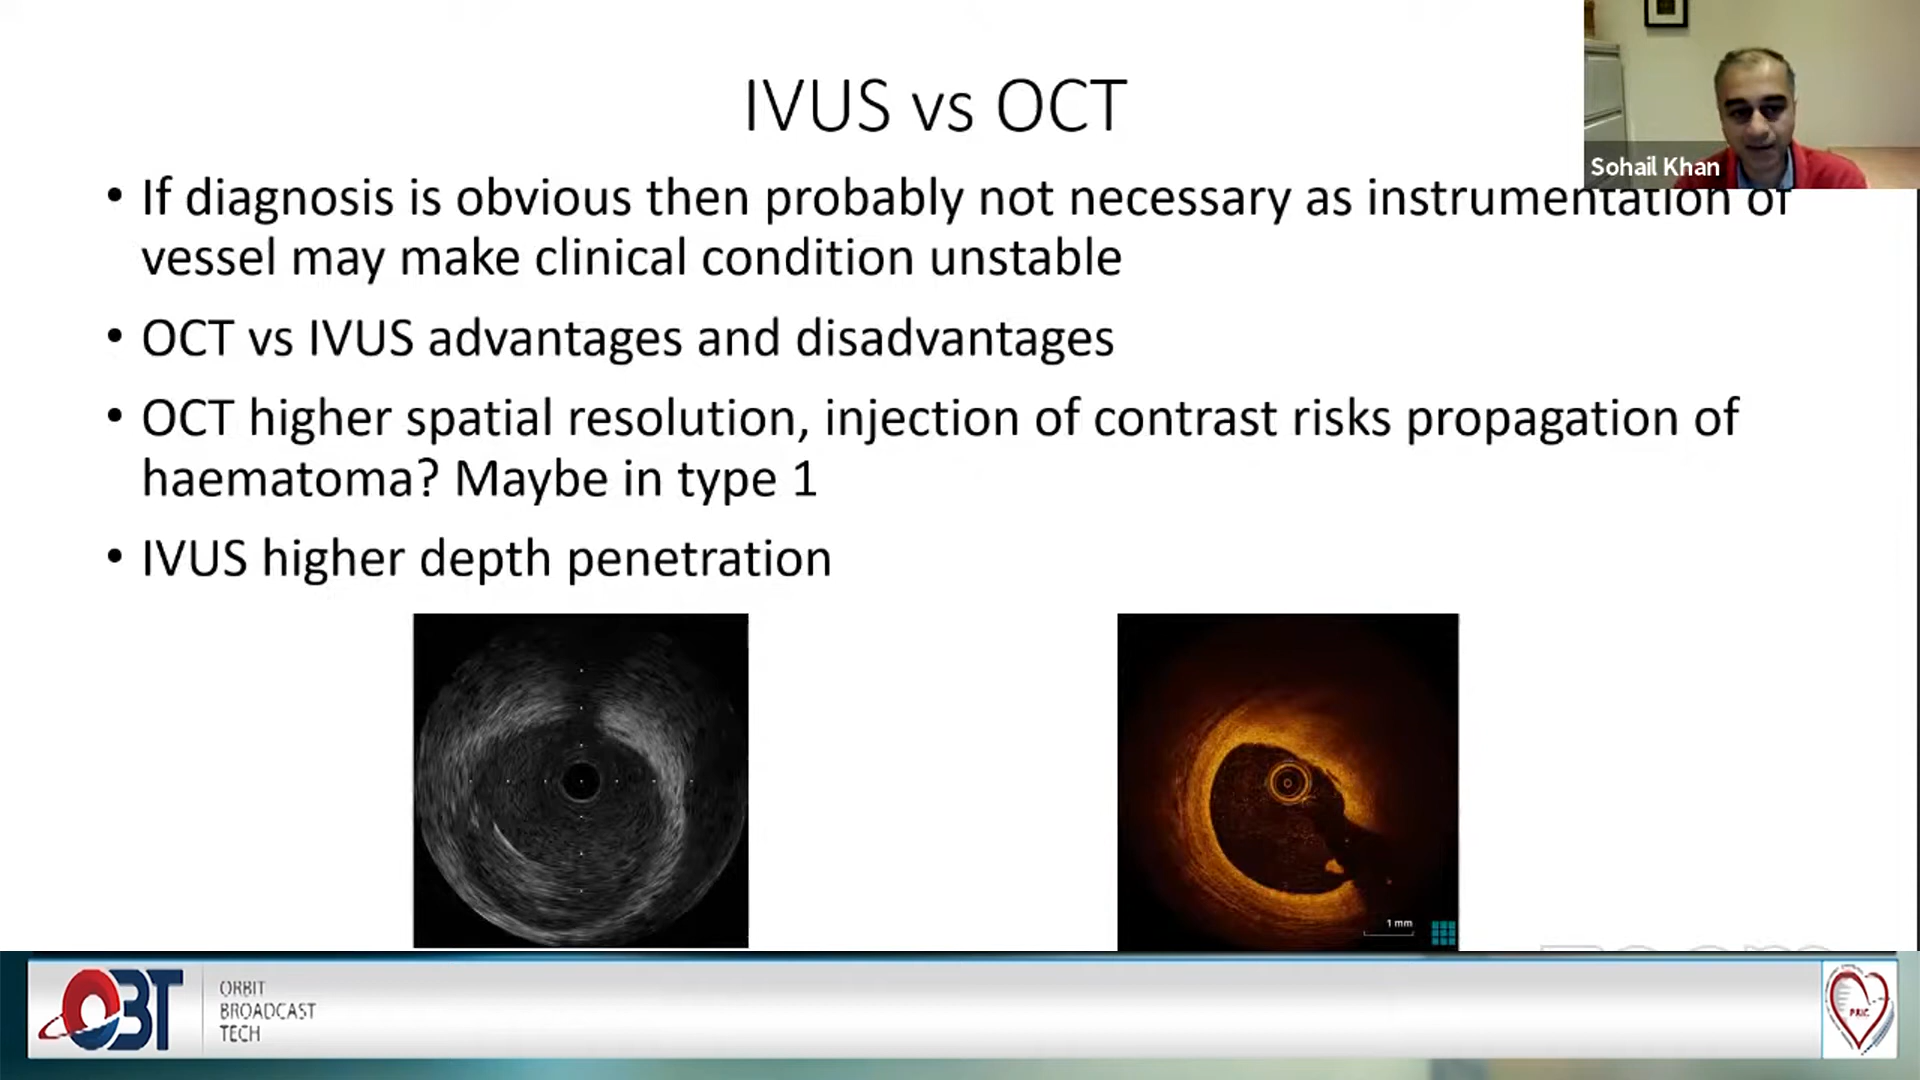 IVUS vs OCT
Sohail Khan
• If diagnosis is obvious then probably not necessary as instrumentation of
vessel may make clinical condition unstable
• OCT vs IVUS advantages and disadvantages
• OCT higher spatial resolution, injection of contrast risks propagation of
haematoma? Maybe in type 1
• IVUS higher depth penetration
1 mm
zoom
OBT
ORBIT
BROADCAST
TECH
PRIC